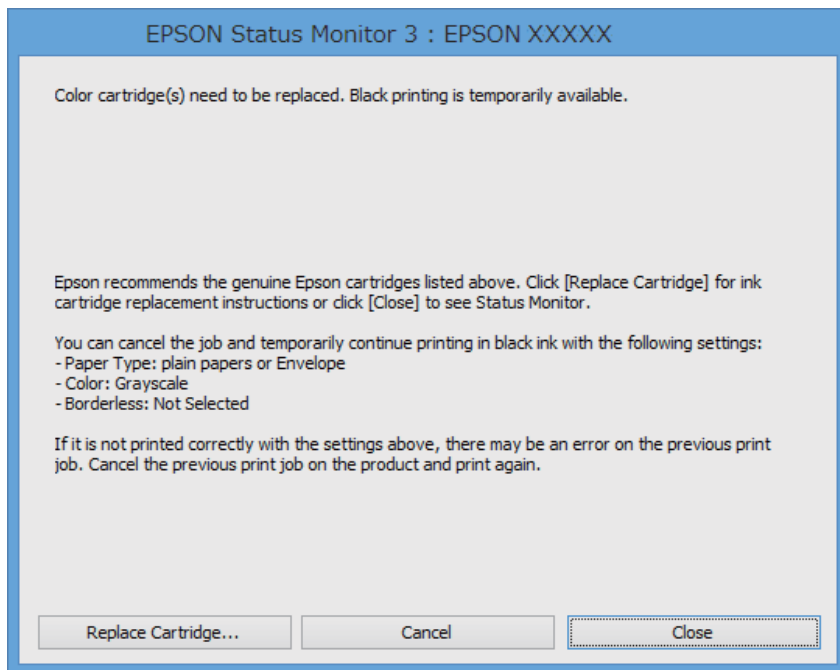 EPSON Status Monitor 3 : EPSON XXXXX
Color cartridge(s) need to be replaced. Black printing is temporarily available.
Epson recommends the genuine Epson cartridges listed above. Click [Replace Cartridge] for ink
cartridge replacement instructions or click [Close] to see Status Monitor.
You can cancel the job and temporarily continue printing in black ink with the following settings:
- Paper Type: plain papers or Envelope
- Color: Grayscale
- Borderless: Not Selected
If it is not printed correctly with the settings above, there may be an error on the previous print
job. Cancel the previous print job on the product and print again.
Replace Cartridge...
Cancel
Close